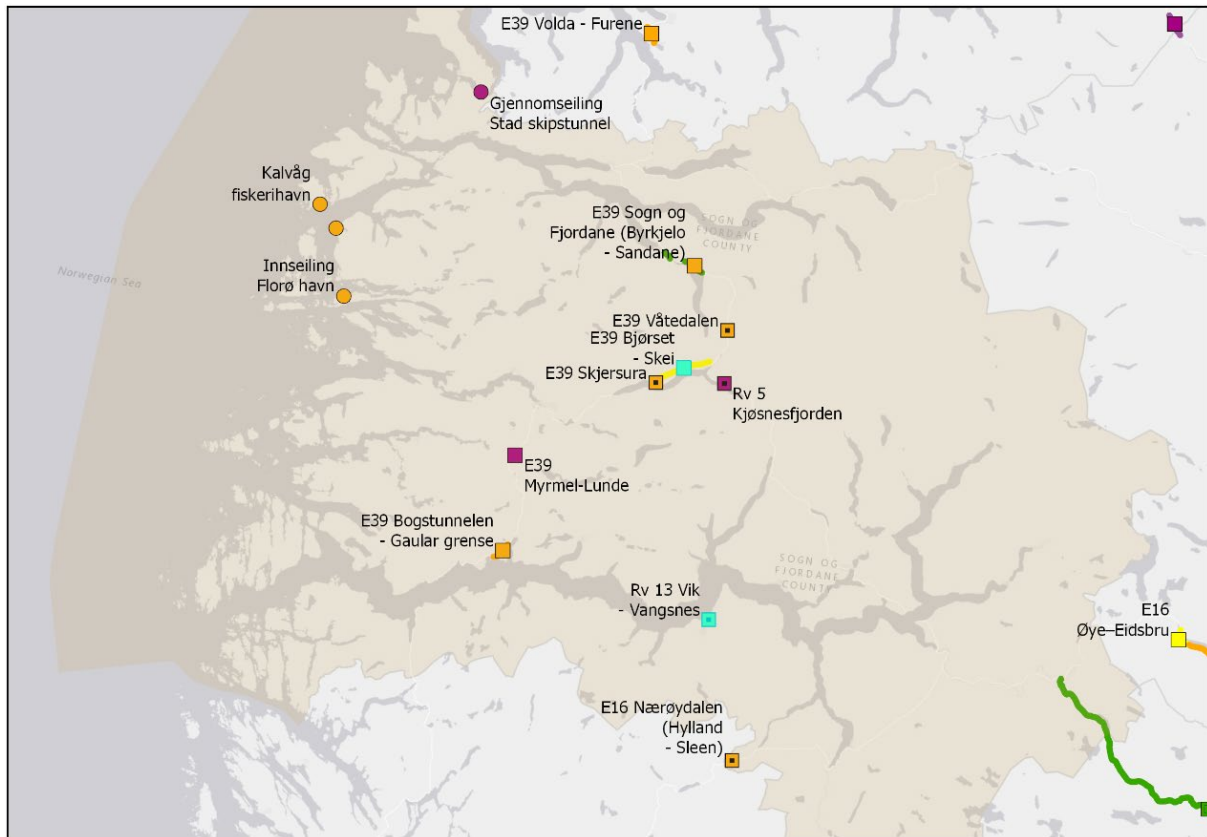 E39 Volda - Furene
Gjennomseiling
Stad skipstunnel
Kalvåg
fiskerihavn
E39 Sogn og
Fjordane (Byrkjelo
- Sandane)
SOGN OG
FJORDANE
COUNTY
Norwegian Sea
Innseiling
Florø havn
E39 Våtedalen
E39 Bjørset
- Skei
E39 Skjersura
Rv 5
Kjøsnesfjorden
E39
Myrmel-Lunde
E39 Bogstunnelen
- Gaular grense
SOGN OG
FJORDANE
COUNTY
Rv 13 Vik
- Vangsnes
E16
Øye–Eidsbru
E16 Nærøydalen
(Hylland
- Sleen)